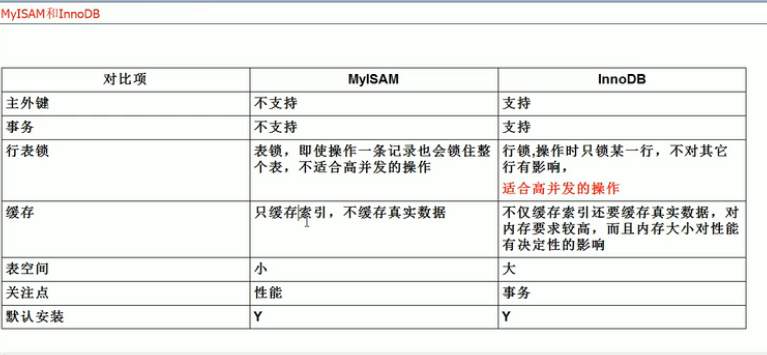 MyISAM和InnoDB
对比项 MyISAM InnoDB
主外键 不支持 支持
事务 不支持 支持
行表锁 表锁，即使操作一条记录也会锁住整 行锁,操作时只锁某一行，不对其它
个表，不适合高并发的操作 行有影响，
适合高并发的操作
缓存 只缓存索引，不缓存真实数据 不仅缓存索引还要缓存真实数据，对
内存要求较高，而且内存大小对性能
有决定性的影响
表空间 小 大
关注点 性能 事务
默认安装 Y Y